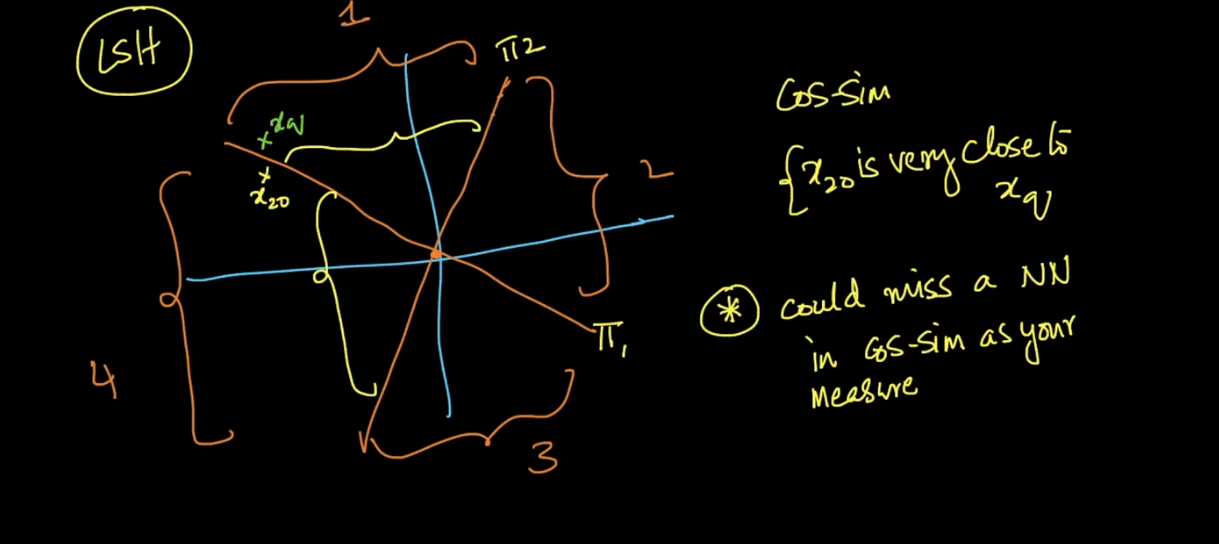 LSH
1
π2
xq
x20
2
π1
4
3
Cos-sim
{x20 is very close to
xq
* could miss a NN
in cos-sim as your
measure